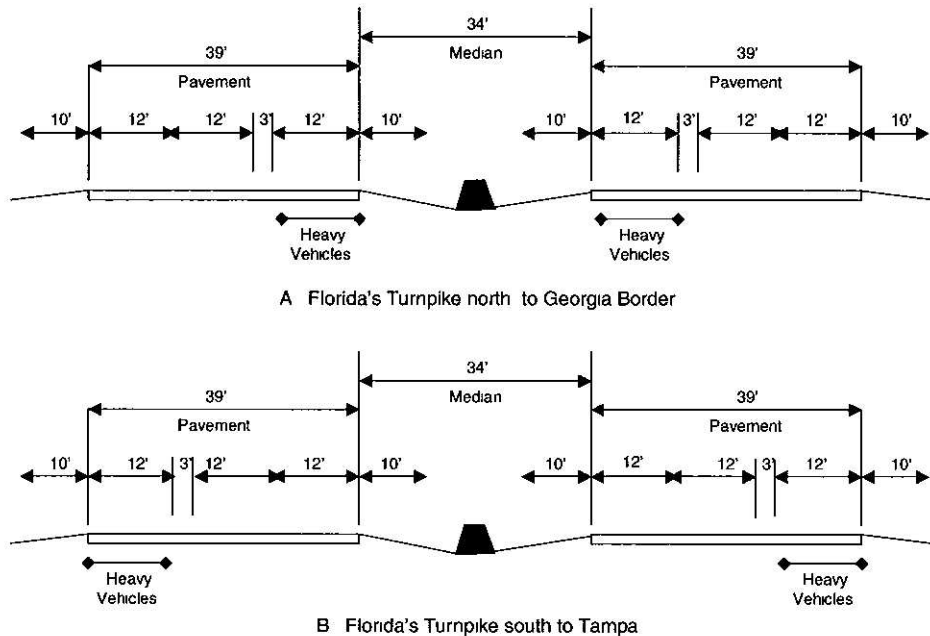 34'
39' Median 39'
Pavement Pavement
10' 12' 12' 3' 12' 10' 10' 12' 3' 12' 12' 10'
Heavy Heavy
Vehicles Vehicles
A Florida's Turnpike north to Georgia Border
34'
39' Median 39'
Pavement Pavement
10' 12' 3' 12' 12' 10' 10' 12' 12' 3' 12' 10'
Heavy Heavy
Vehicles Vehicles
B Florida's Turnpike south to Tampa